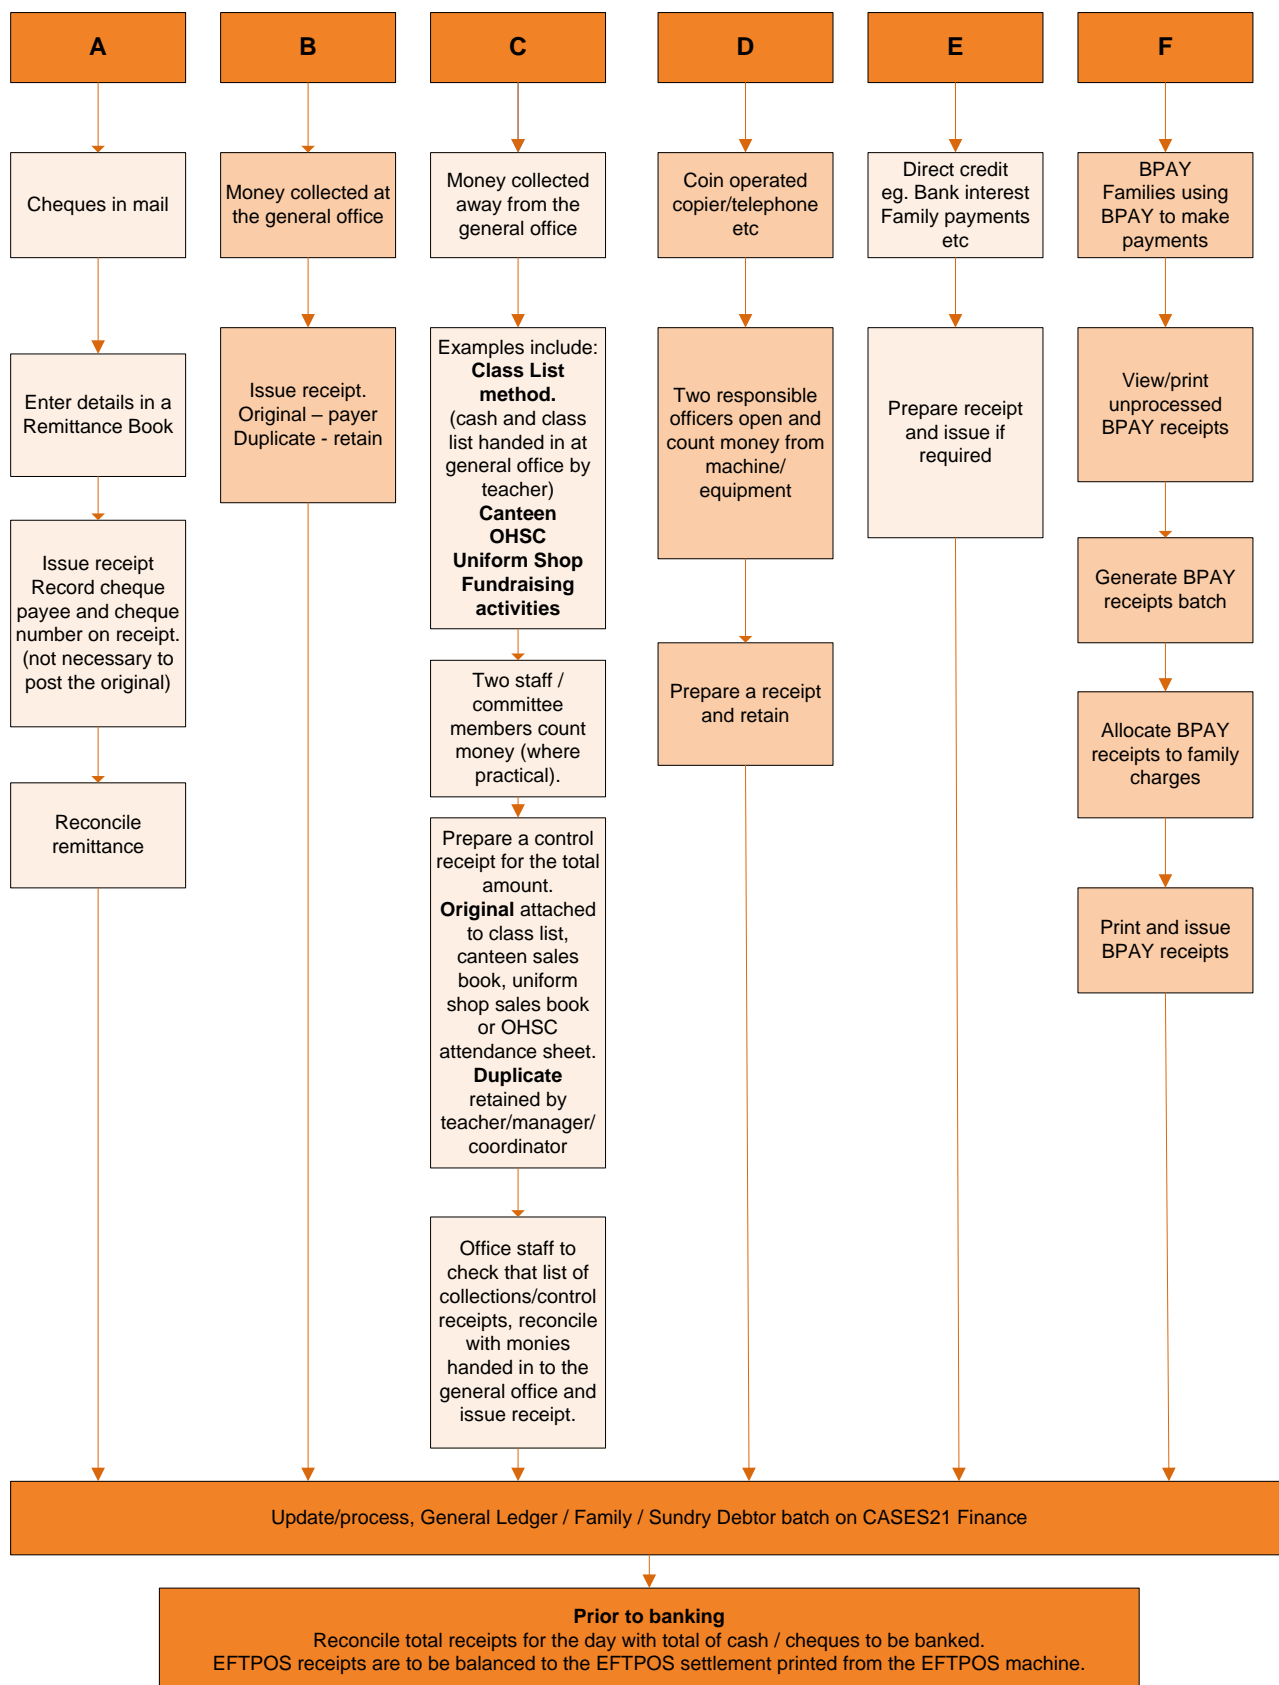 A
B
C
D
E
F
Cheques in mail
Enter details in a
Remittance Book
Issue receipt
Record cheque
payee and cheque
number on receipt.
(not necessary to
post the original)
Reconcile
remittance
Money collected at
the general office
Issue receipt.
Original – payer
Duplicate - retain
Money collected
away from the
general office
Examples include:
Class List
method.
(cash and class
list handed in at
general office by
teacher)
Canteen
OHSC
Uniform Shop
Fundraising
activities
Two staff /
committee
members count
money (where
practical).
Prepare a control
receipt for the total
amount.
Original attached
to class list,
canteen sales
book, uniform
shop sales book
or OHSC
attendance sheet.
Duplicate
retained by
teacher/manager/
coordinator
Office staff to
check that list of
collections/control
receipts, reconcile
with monies
handed in to the
general office and
issue receipt.
Coin operated
copier/telephone
etc
Two responsible
officers open and
count money from
machine/
equipment
Prepare a receipt
and retain
Direct credit
eg. Bank interest
Family payments
etc
Prepare receipt
and issue if
required
BPAY
Families using
BPAY to make
payments
View/print
unprocessed
BPAY receipts
Generate BPAY
receipts batch
Allocate BPAY
receipts to family
charges
Print and issue
BPAY receipts
Update/process, General Ledger / Family / Sundry Debtor batch on CASES21 Finance
Prior to banking
Reconcile total receipts for the day with total of cash / cheques to be banked.
EFTPOS receipts are to be balanced to the EFTPOS settlement printed from the EFTPOS machine.